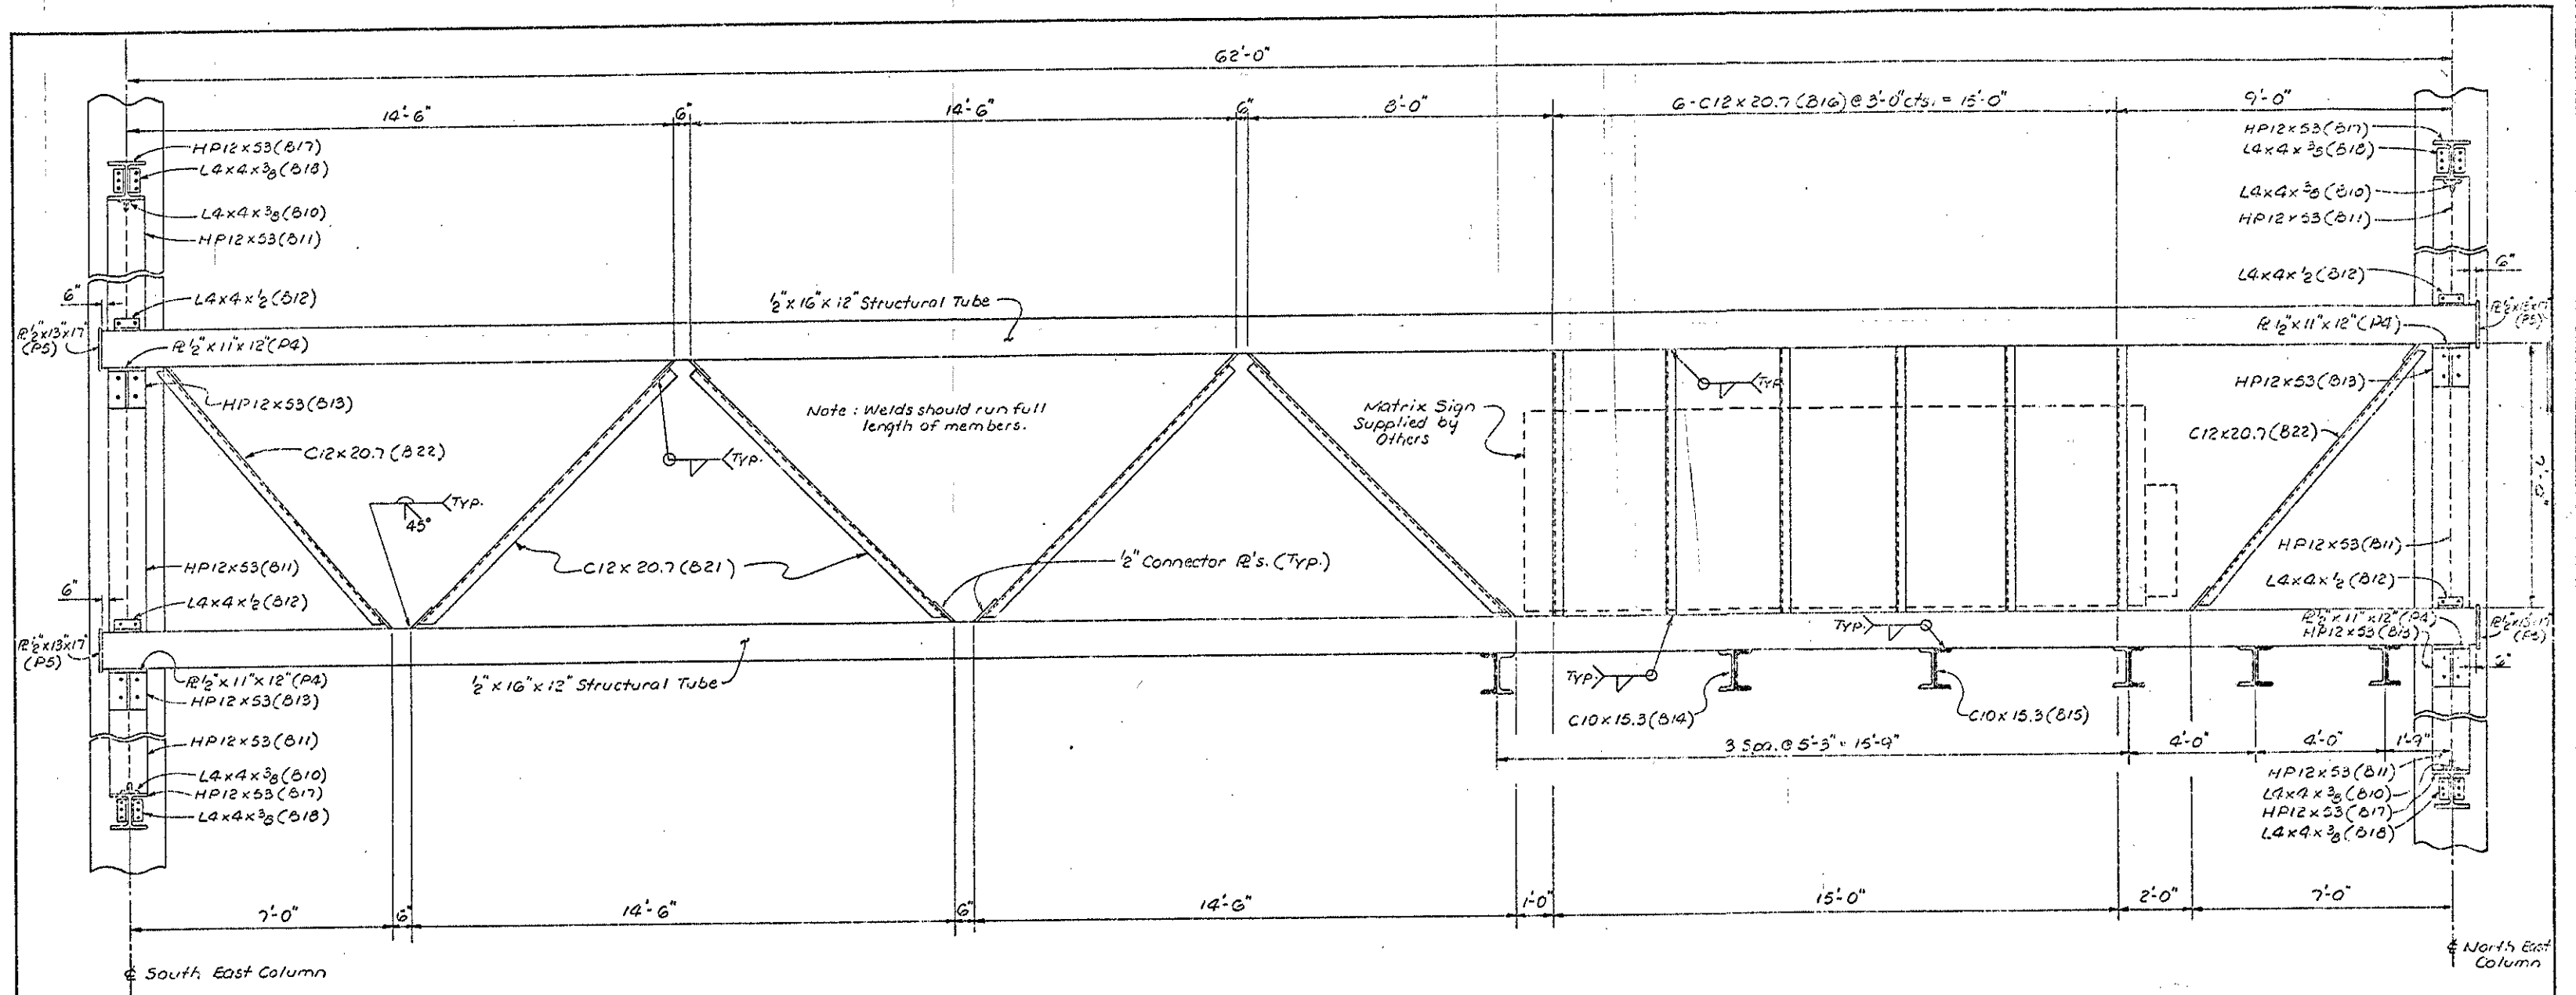 62'-0"
14'-6"
6"
14'-6"
6"
8'-0"
6-C12x20.7(B16)@3'-0"cts. = 15'-0"
9'-0"
HP12x53(B17)
L4x4x3/8(B18)
L4x4x3/8(B10)
HP12x53(B11)
6"
L4x4x1/2(B12)
1/2"x16"x12" Structural Tube
HP12x53(B17)
L4x4x3/8(B18)
L4x4x3/8(B10)
HP12x53(B11)
L4x4x1/2(B12)
6"
℄ 1/2"x13"x17"
(P5)
℄ 1/2"x11"x12"(P4)
℄ 1/2"x11"x12"(P4)
(P5)
HP12x53(B13)
Note : Welds should run full
length of members.
Matrix Sign
Supplied by
Others
Typ.
HP12x53(B13)
C12x20.7(B22)
Typ.
45°
Typ.
C12x20.7(B22)
7'-0"
HP12x53(B11)
C12x20.7(B21)
1/2" Connector ℄'s. (Typ.)
HP12x53(B11)
6"
L4x4x1/2(B12)
L4x4x1/2(B12)
℄ 1/2"x13"x17"
(P5)
℄ 1/2"x11"x12"(P4)
HP12x53(B13)
1/2"x16"x12" Structural Tube
Typ.
Typ.
℄ 1/2"x11"x12"(P4)
HP12x53(B13)
(P5)
6"
C10x15.3(B14)
C10x15.3(B15)
HP12x53(B11)
L4x4x3/8(B10)
HP12x53(B17)
L4x4x3/8(B18)
3 Spa. @ 5'-3" = 15'-9"
4'-0"
4'-0"
1'-9"
HP12x53(B11)
L4x4x3/8(B10)
HP12x53(B17)
L4x4x3/8(B18)
7'-0"
6"
14'-6"
6"
14'-6"
1'-0"
15'-0"
2'-0"
7'-0"
℄ South East Column
℄ North East
Column